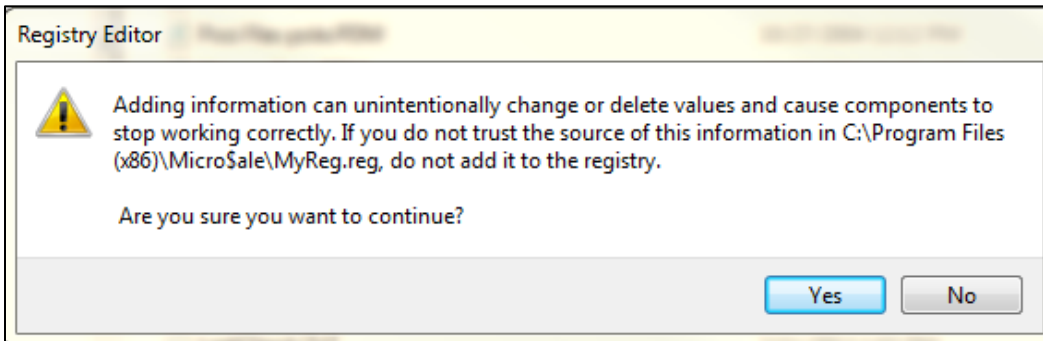 Registry Editor
Adding information can unintentionally change or delete values and cause components to
stop working correctly. If you do not trust the source of this information in C:\Program Files
(x86)\Micro$ale\MyReg.reg, do not add it to the registry.
Are you sure you want to continue?
Yes No